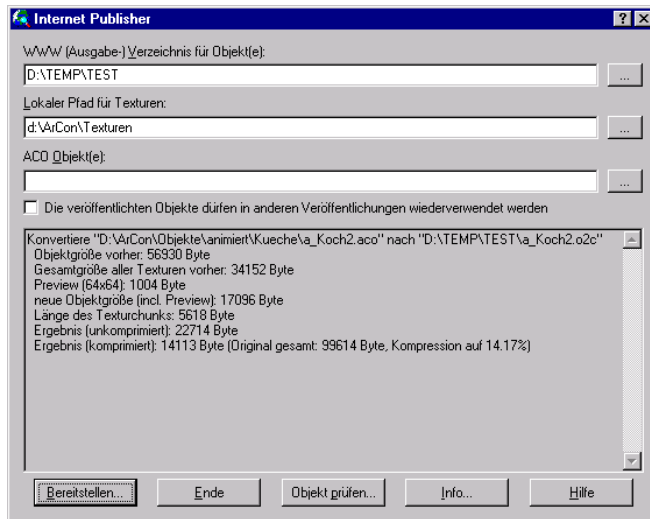 Internet Publisher
WWW (Ausgabe-) Verzeichnis für Objekt(e):
D:\TEMP\TEST
...
Lokaler Pfad für Texturen:
d:\ArCon\Texturen
...
ACO Objekt(e):
...
Die veröffentlichten Objekte dürfen in anderen Veröffentlichungen wiederverwendet werden
Konvertiere "D:\ArCon\Objekte\animiert\Kueche\a_Koch2.aco" nach "D:\TEMP\TEST\a_Koch2.o2c"
Objektgröße vorher: 56930 Byte
Gesamtgröße aller Texturen vorher: 34152 Byte
Preview (64x64): 1004 Byte
neue Objektgröße (incl. Preview): 17096 Byte
Länge des Texturchunks: 5618 Byte
Ergebnis (unkomprimiert): 22714 Byte
Ergebnis (komprimiert): 14113 Byte (Original gesamt: 99614 Byte, Kompression auf 14.17%)
Bereitstellen... Ende Objekt prüfen... Info... Hilfe